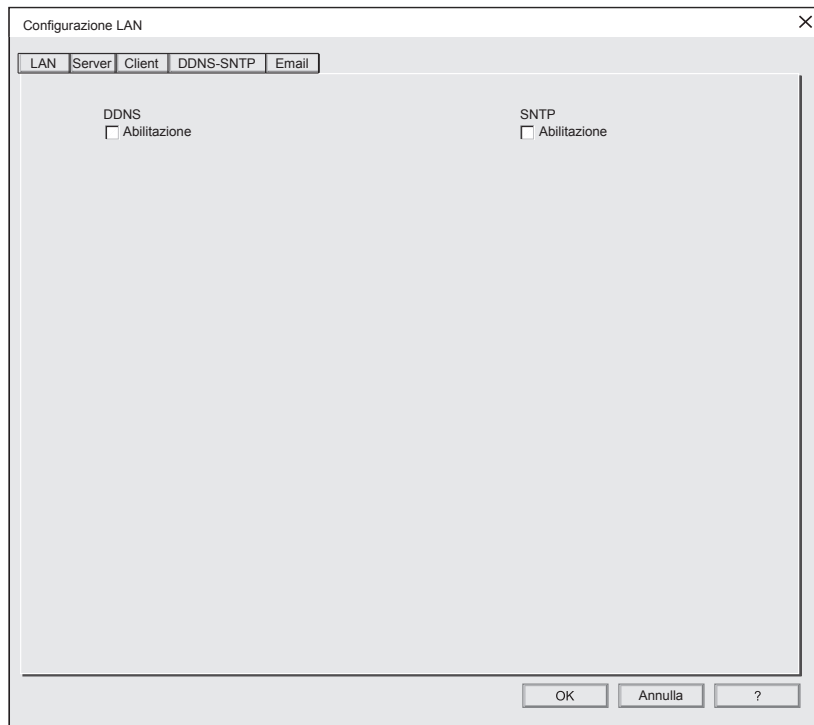 Configurazione LAN
LAN Server Client DDNS-SNTP Email
DDNS SNTP
Abilitazione Abilitazione
OK Annulla ?